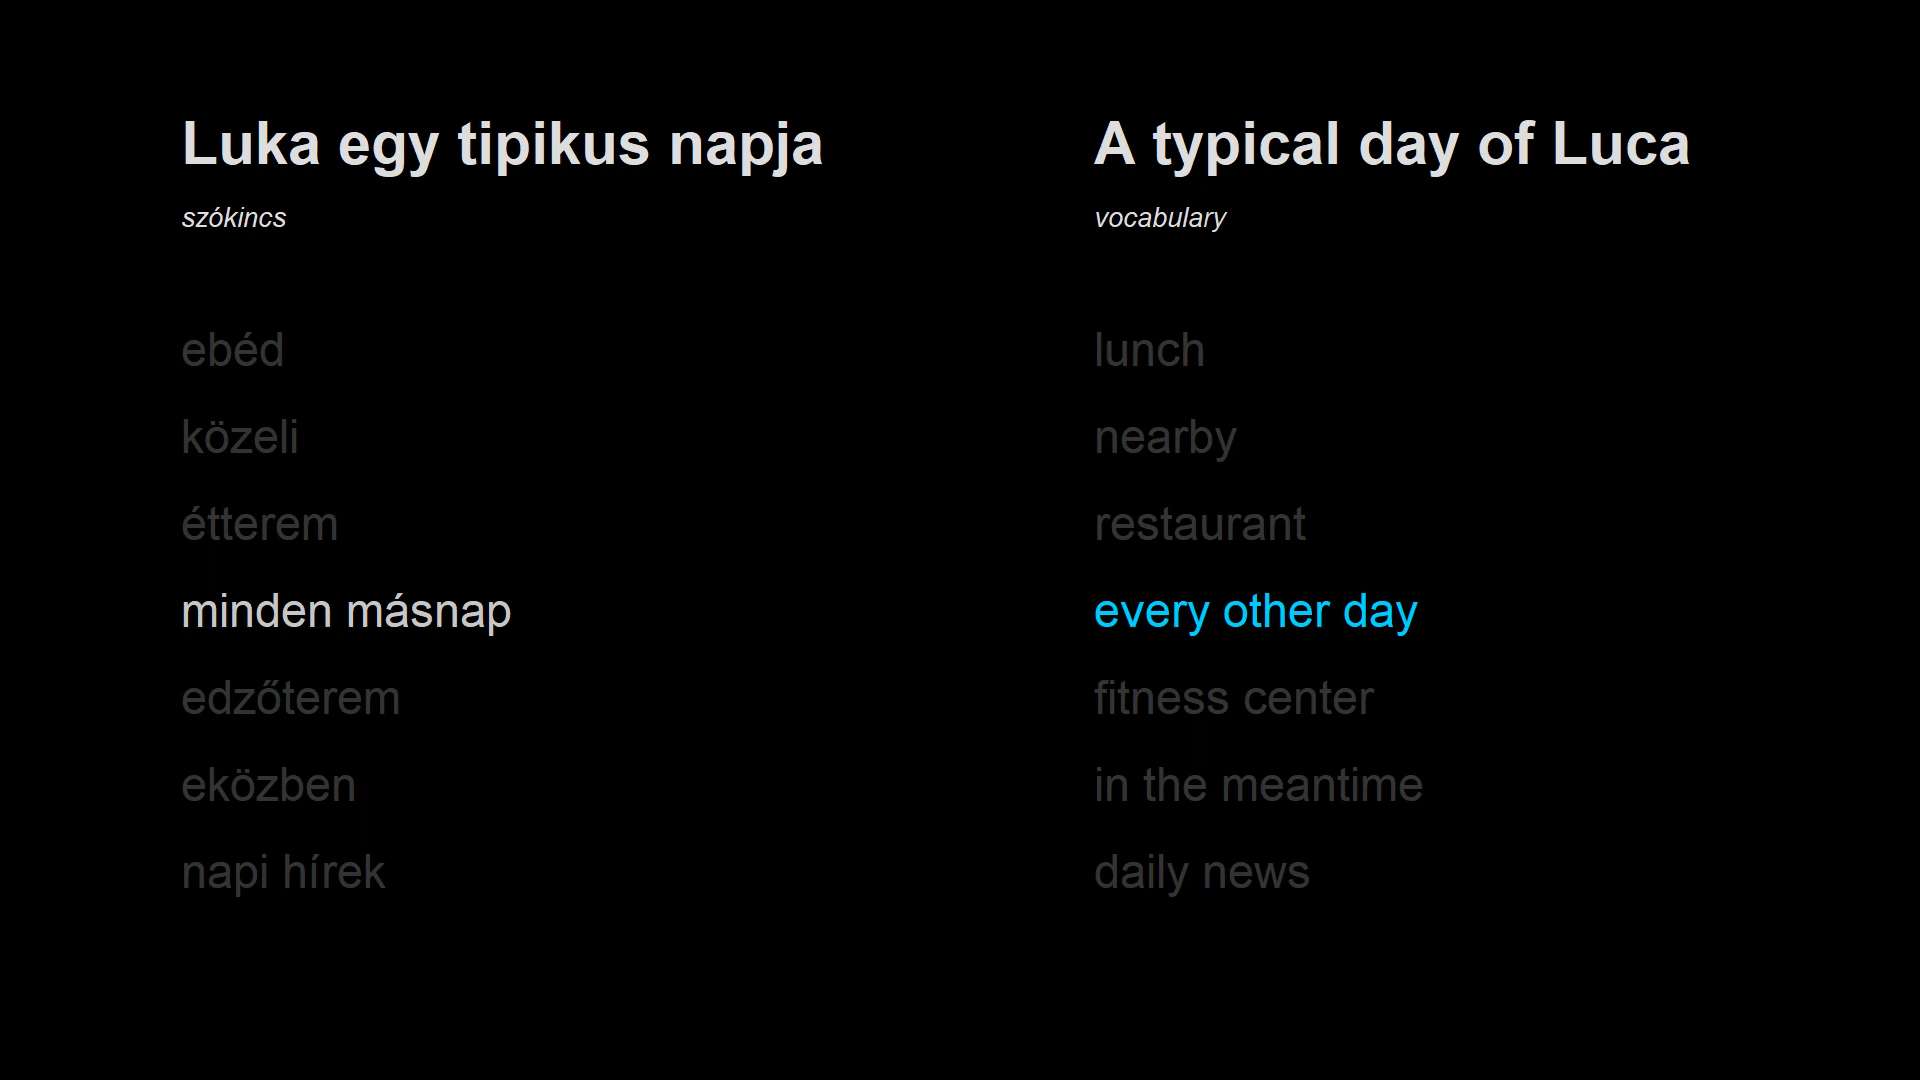 Luka egy tipikus napja
szókincs
ebéd
közeli
étterem
minden másnap
edzőterem
eközben
napi hírek
A typical day of Luca
vocabulary
lunch
nearby
restaurant
every other day
fitness center
in the meantime
daily news